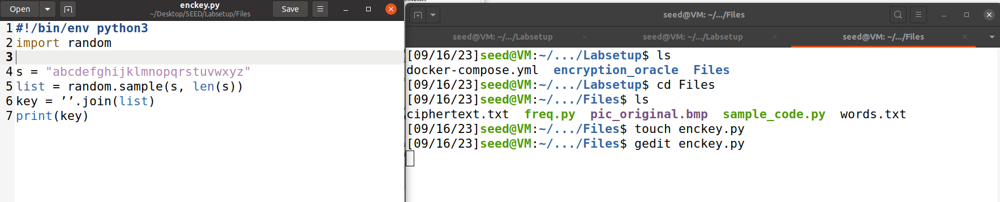 Open
enckey.py
~/Desktop/SEED/Labsetup/Files
Save
1 #!/bin/env python3
2 import random
3
4 s = "abcdefghijklmnopqrstuvwxyz"
5 list = random.sample(s, len(s))
6 key = ’’.join(list)
7 print(key)
seed@VM: ~/.../Files
seed@VM: ~/.../Labsetup
seed@VM: ~/.../Labsetup
seed@VM: ~/.../Files
[09/16/23]seed@VM:~/.../Labsetup$ ls
docker-compose.yml encryption_oracle Files
[09/16/23]seed@VM:~/.../Labsetup$ cd Files
[09/16/23]seed@VM:~/.../Files$ ls
ciphertext.txt freq.py pic_original.bmp sample_code.py words.txt
[09/16/23]seed@VM:~/.../Files$ touch enckey.py
[09/16/23]seed@VM:~/.../Files$ gedit enckey.py